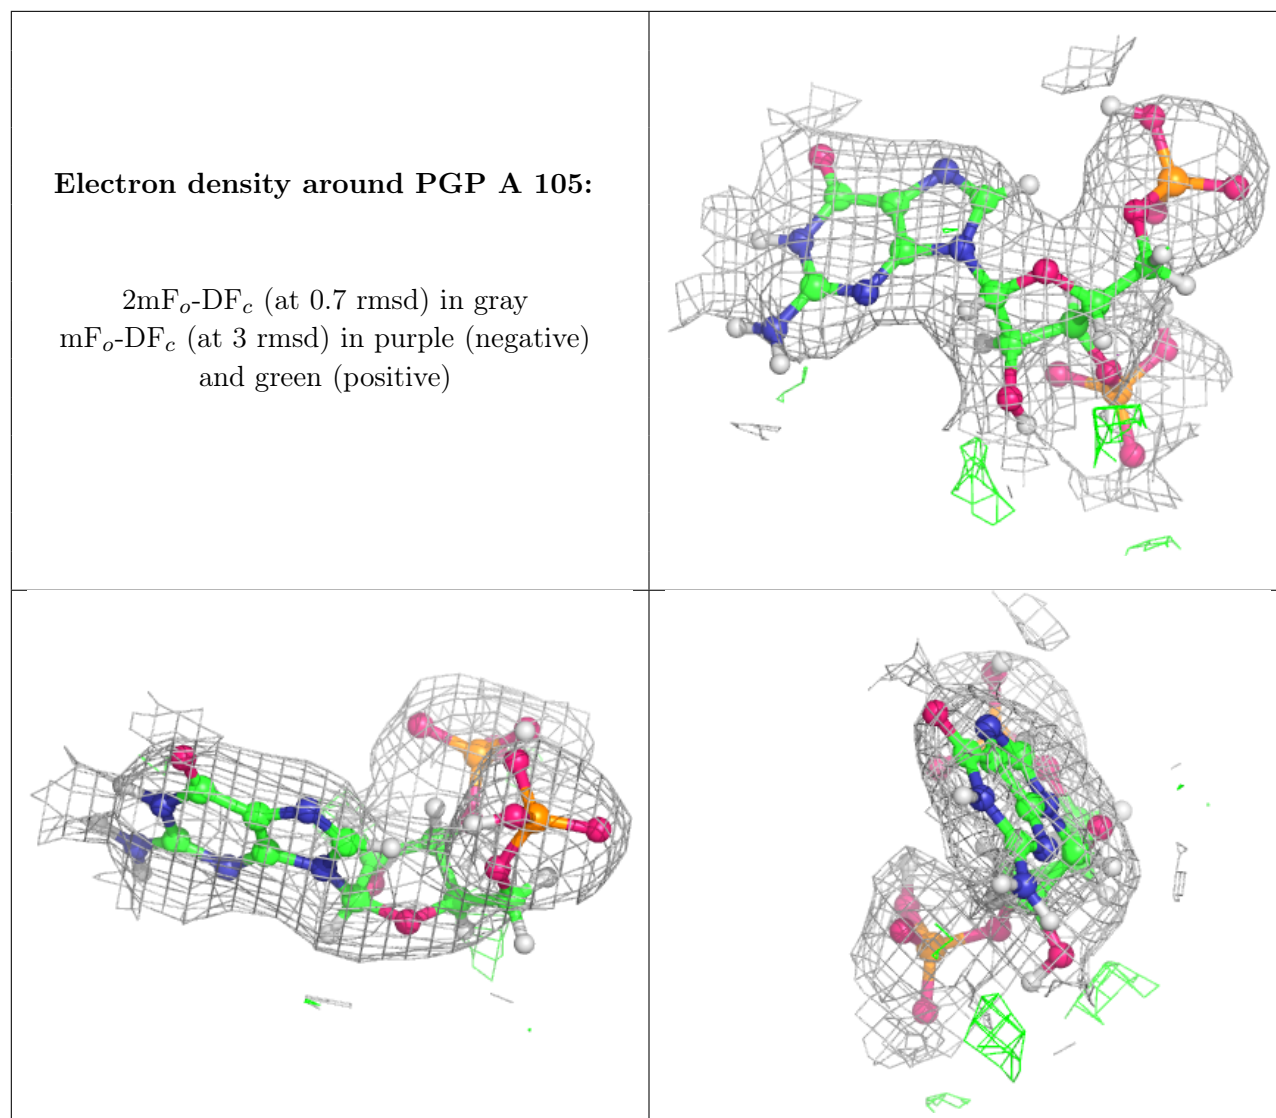 Electron density around PGP A 105:
2mFo-DFc (at 0.7 rmsd) in gray
mFo-DFc (at 3 rmsd) in purple (negative)
and green (positive)